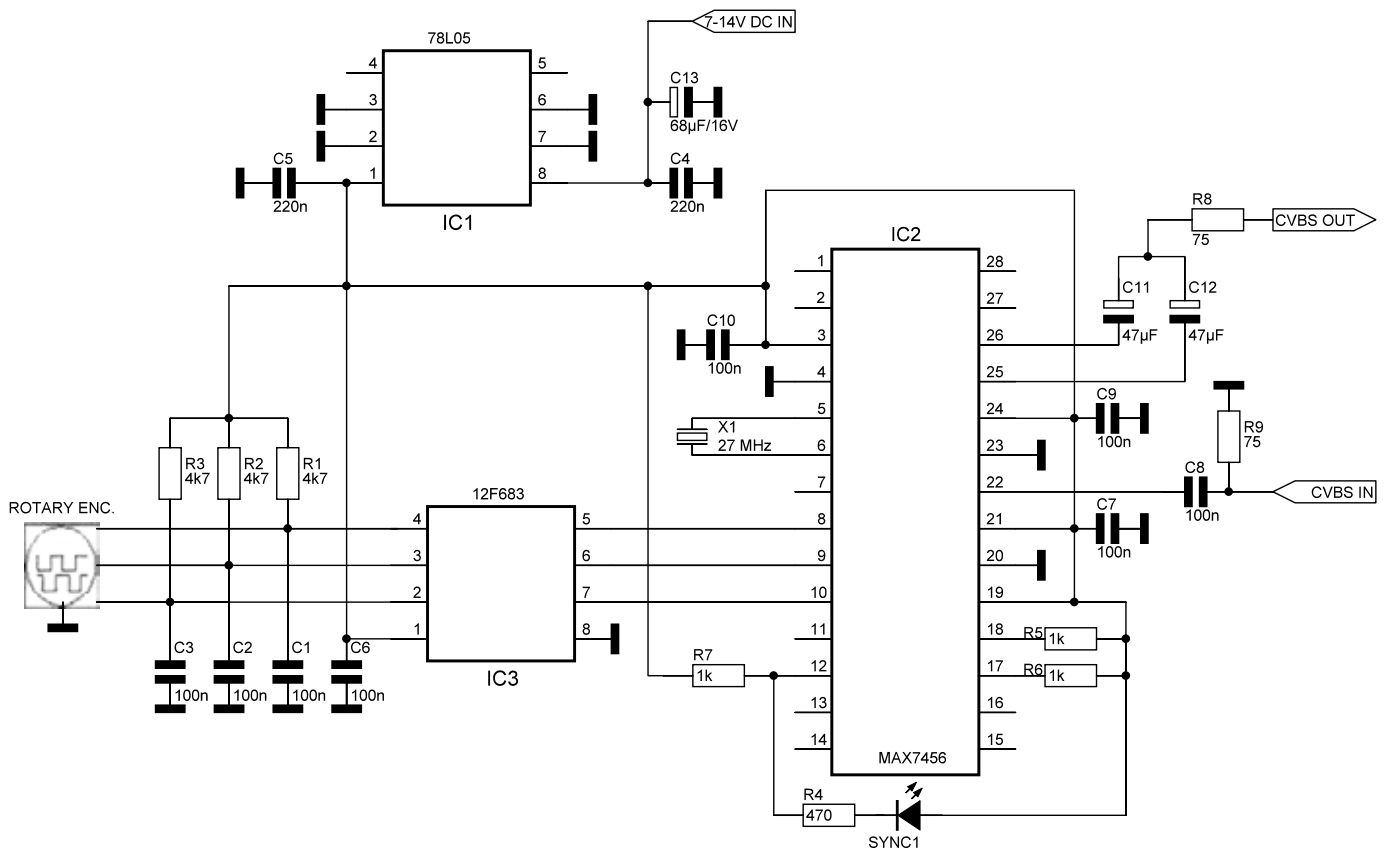 7-14V DC IN
78L05
4
5
C13
3
6
68µF/16V
2
7
C5
1
8
C4
220n
220n
IC1
R8
CVBS OUT
75
IC2
1
28
C11
C12
2
27
C10
3
26
47µF
47µF
100n
4
25
C9
5
24
X1
27 MHz
100n
R9
75
6
23
R3
4k7
R2
4k7
R1
4k7
C8
7
22
CVBS IN
100n
12F683
ROTARY ENC.
4
5
8
21
C7
100n
3
6
9
20
2
7
10
19
1
8
11
18
R5
1k
C3
C2
C1
C6
R7
1k
12
17
R6
1k
IC3
100n
100n
100n
100n
13
16
14
15
MAX7456
R4
470
SYNC1